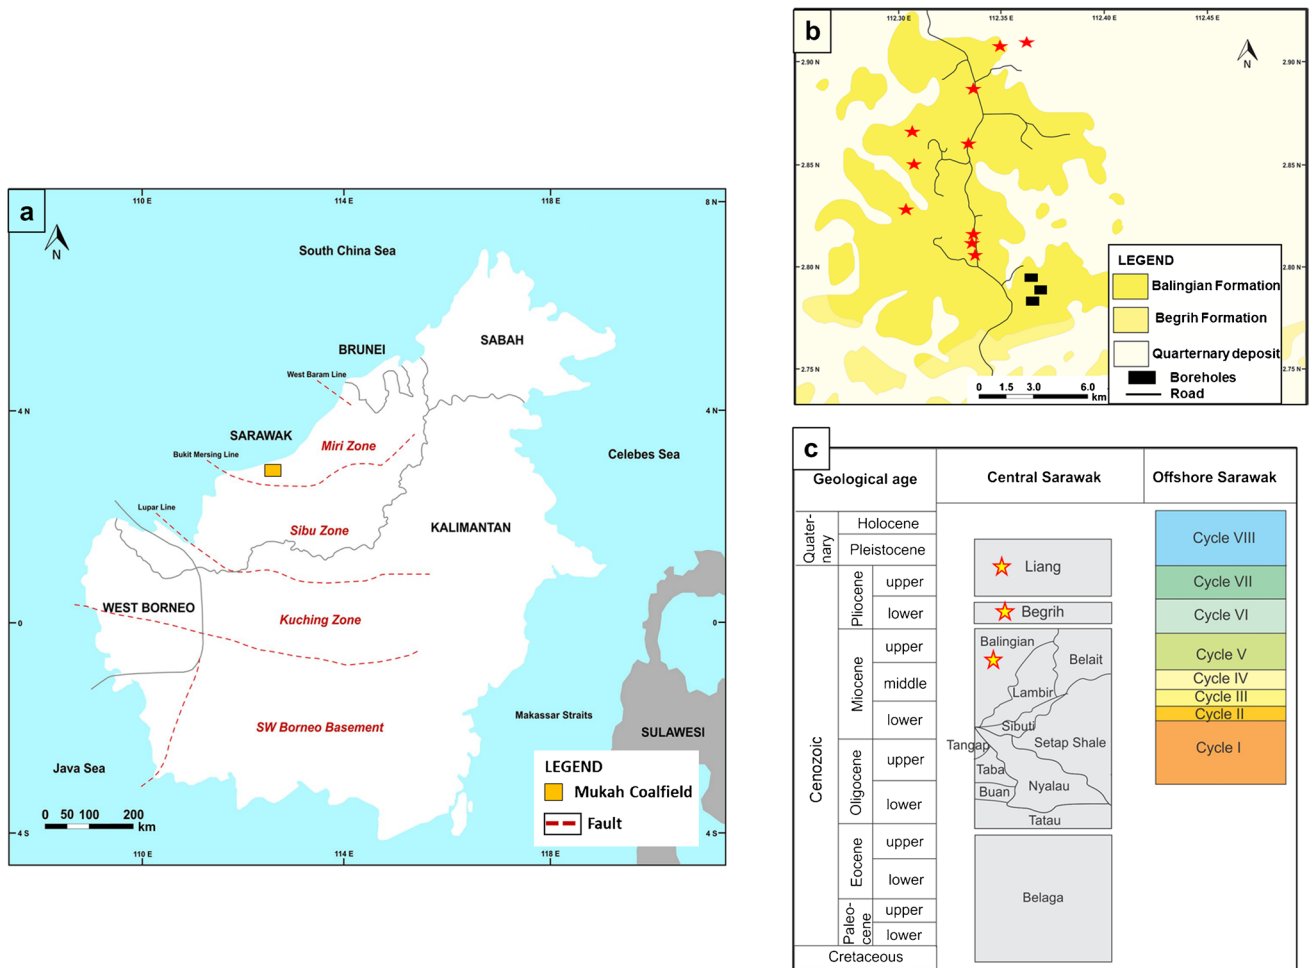 a
110 E
114 E
118 E
8 N
N
South China Sea
SABAH
BRUNEI
West Baram Line
4 N
4 N
SARAWAK
Miri Zone
Bukit Mersing Line
Celebes Sea
Lupar Line
Sibu Zone
KALIMANTAN
WEST BORNEO
Kuching Zone
0
0
Makassar Straits
SW Borneo Basement
SULAWESI
Java Sea
LEGEND
Mukah Coalfield
Fault
0 50 100 200
km
4 S
4 S
110 E
114 E
118 E
b
112.30 E
112.35 E
112.40 E
112.45 E
N
2.90 N
2.90 N
2.85 N
2.85 N
2.80 N
2.80 N
2.75 N
2.75 N
LEGEND
Balingian Formation
Begrih Formation
Quarternary deposit
Boreholes
Road
0 1.5 3.0 6.0
km
c
Geological age
Central Sarawak
Offshore Sarawak
Quater-
nary
Holocene
Pleistocene
Cenozoic
Pliocene
upper
lower
Miocene
upper
middle
lower
Oligocene
upper
lower
Eocene
upper
lower
Paleo-
cene
upper
lower
Cretaceous
Liang
Begrih
Balingian
Belait
Lambir
Sibuti
Tangap
Setap Shale
Taba
Buan
Nyalau
Tatau
Belaga
Cycle VIII
Cycle VII
Cycle VI
Cycle V
Cycle IV
Cycle III
Cycle II
Cycle I